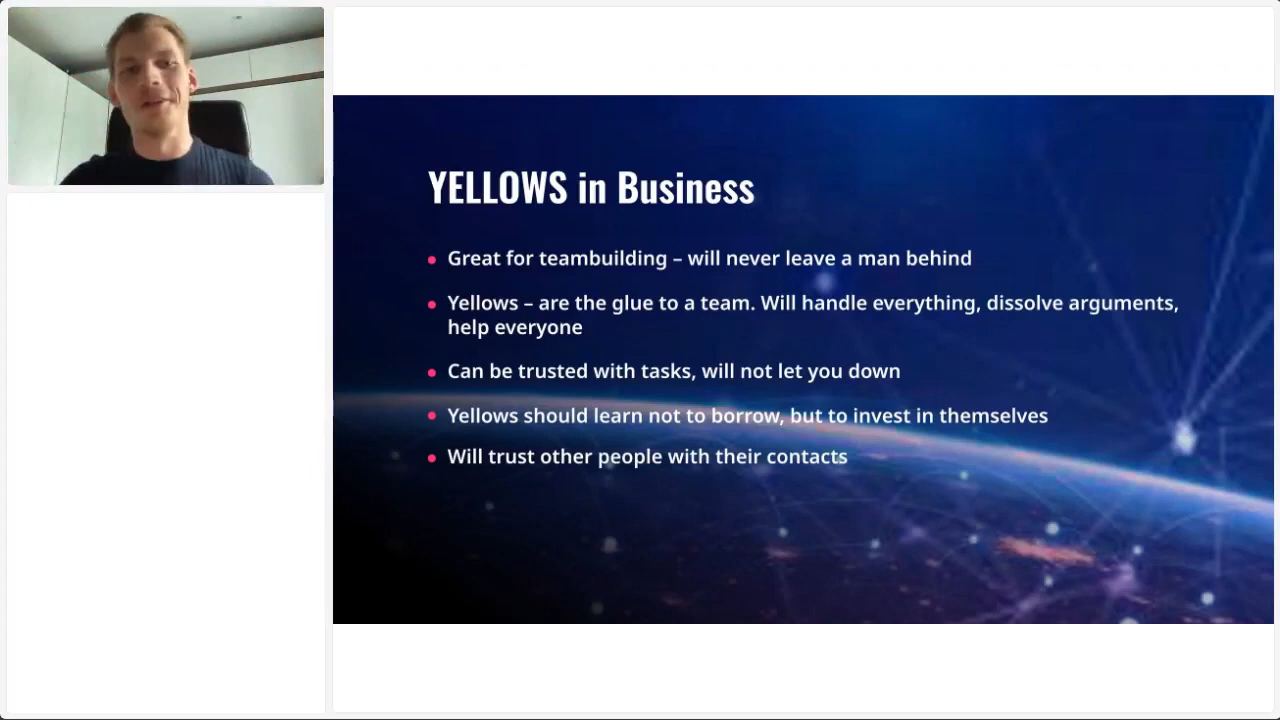 YELLOWS in Business
Great for teambuilding – will never leave a man behind
Yellows – are the glue to a team. Will handle everything, dissolve arguments,
help everyone
Can be trusted with tasks, will not let you down
Yellows should learn not to borrow, but to invest in themselves
Will trust other people with their contacts